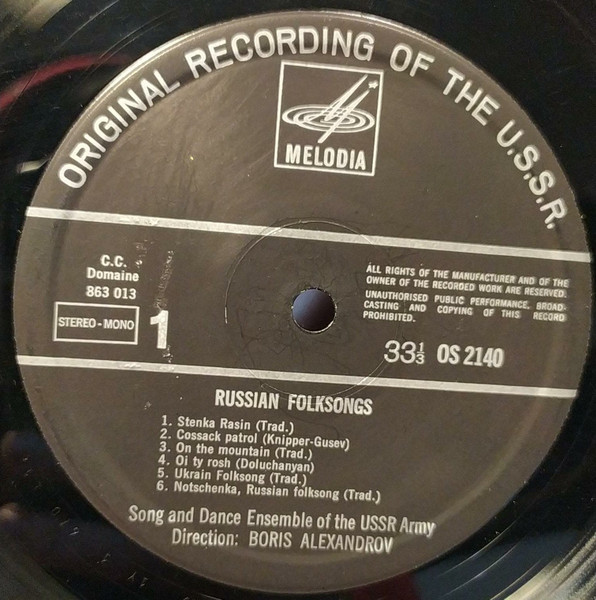 ORIGINAL RECORDING OF THE U.S.S.R.
MELODIA
C.C.
Domaine
863 013
STEREO-MONO
1
ALL RIGHTS OF THE MANUFACTURER AND OF THE
OWNER OF THE RECORDED WORK ARE RESERVED.
UNAUTHORISED PUBLIC PERFORMANCE, BROAD-
CASTING AND COPYING OF THIS RECORD
PROHIBITED.
33⅓ OS 2140
RUSSIAN FOLKSONGS
1. Stenka Rasin (Trad.)
2. Cossack patrol (Knipper-Gusev)
3. On the mountain (Trad.)
4. Oi ty rosh (Doluchanyan)
5. Ukrain Folksong (Trad.)
6. Notschenka, Russian folksong (Trad.)
Song and Dance Ensemble of the USSR Army
Direction: BORIS ALEXANDROV